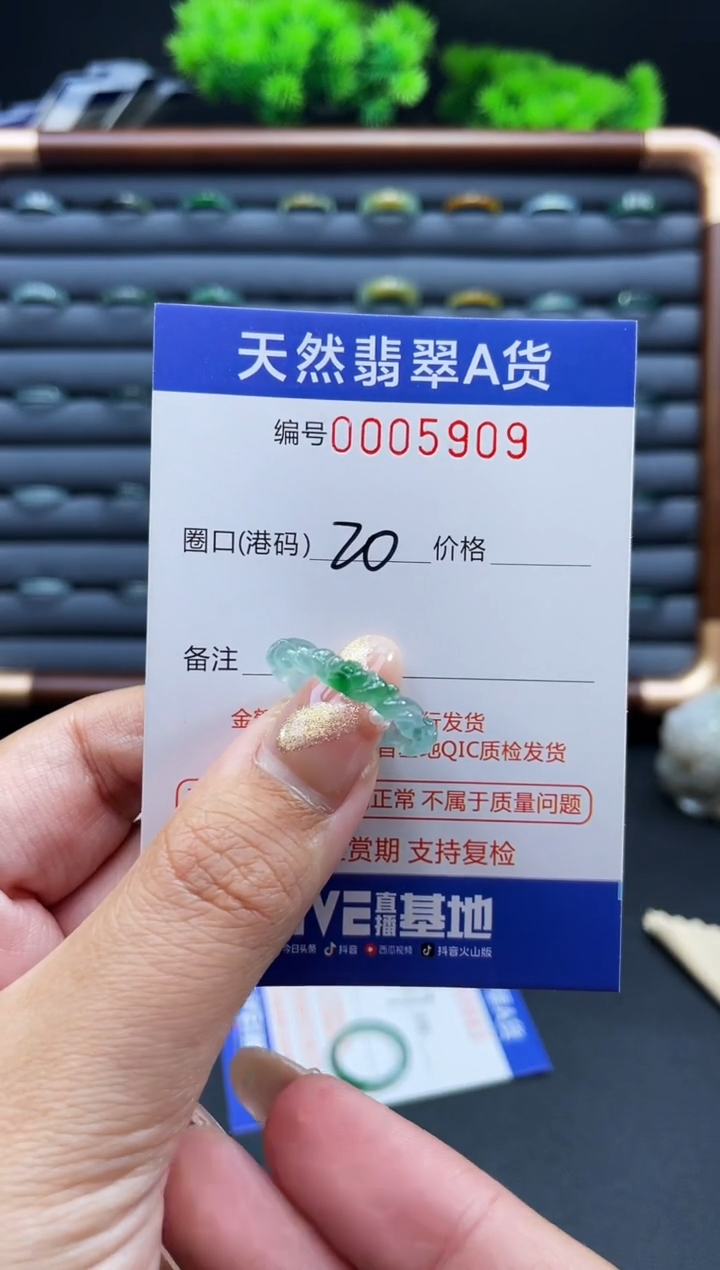 天然翡翠A货
编号0005909
圈口(港码) 20 价格
备注
行发货
地QIC质检发货
正常 不属于质量问题
赏期 支持复检
VE直播基地
今日头条 抖音 西瓜视频 抖音火山版